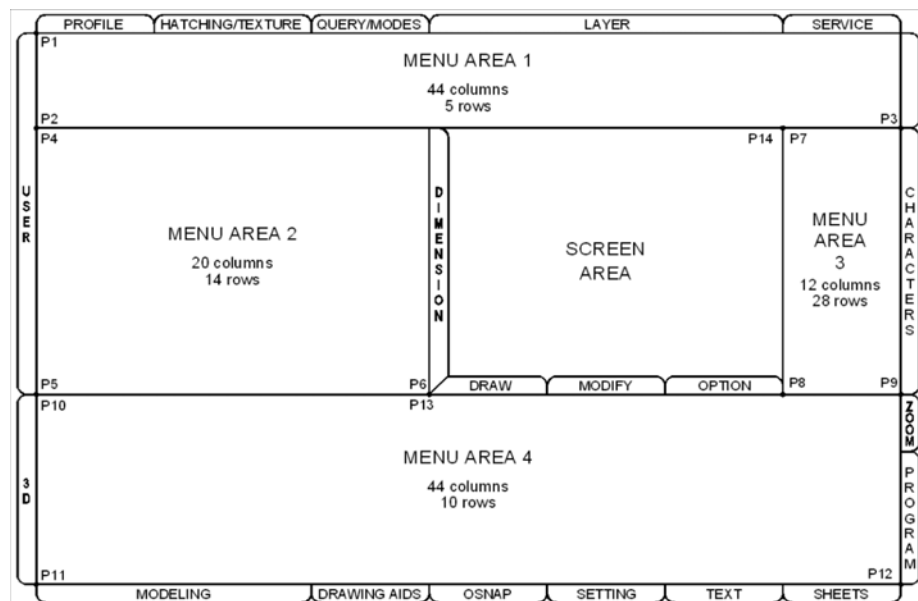 PROFILE
HATCHING/TEXTURE
QUERY/MODES
LAYER
SERVICE
P1
MENU AREA 1
44 columns
5 rows
P2
P3
P4
P14
P7
USER
MENU AREA 2
20 columns
14 rows
DIMENSION
SCREEN
AREA
MENU
AREA
3
12 columns
28 rows
CHARACTERS
P5
P6
DRAW
MODIFY
OPTION
P8
P9
P10
P13
ZOOM
MENU AREA 4
44 columns
10 rows
3D
PROGRAM
P11
P12
MODELING
DRAWING AIDS
OSNAP
SETTING
TEXT
SHEETS